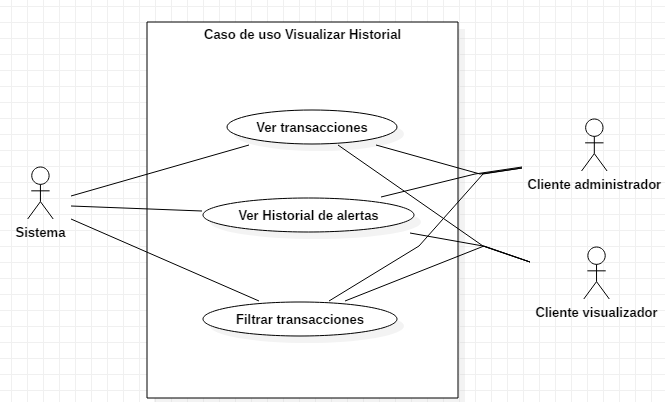 Caso de uso Visualizar Historial
Ver transacciones
Cliente administrador
Ver Historial de alertas
Sistema
Cliente visualizador
Filtrar transacciones